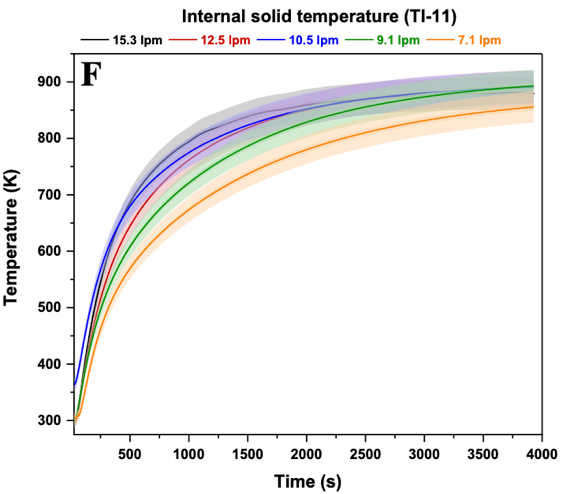 Internal solid temperature (TI-11)
15.3 lpm 12.5 lpm 10.5 lpm 9.1 lpm 7.1 lpm
F
900
800
700
600
500
400
300
Temperature (K)
500 1000 1500 2000 2500 3000 3500 4000
Time (s)